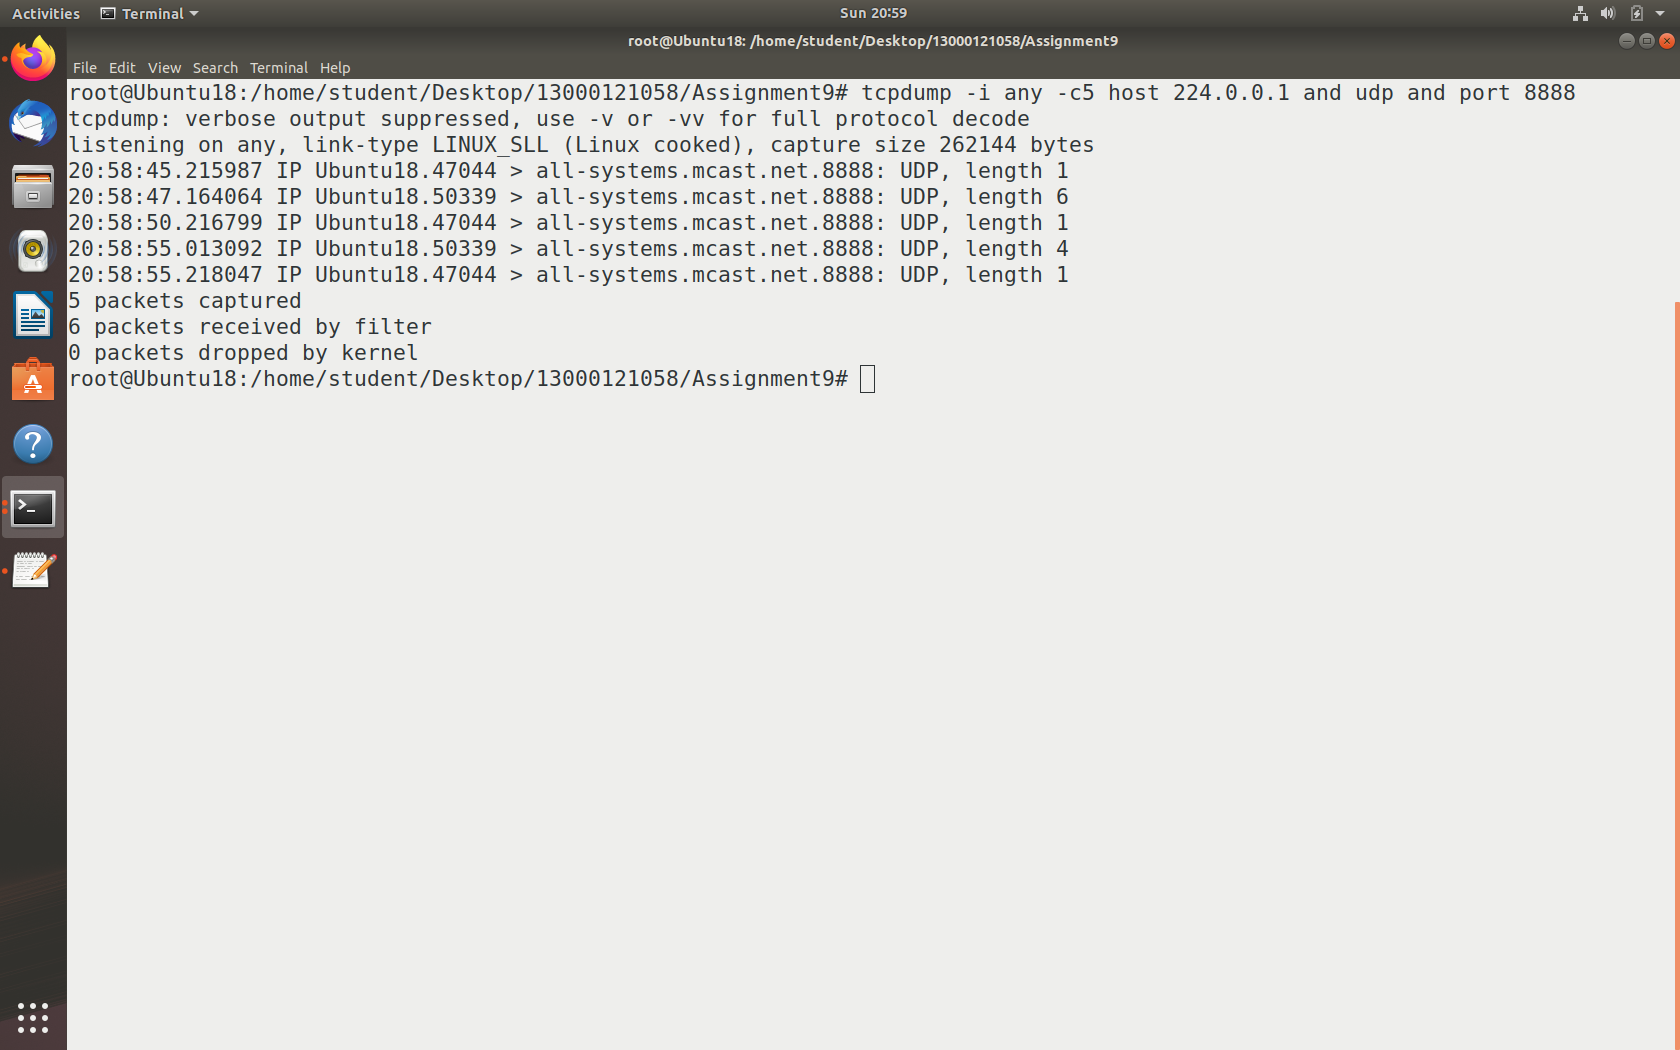 Activities Terminal Sun 20:59
root@Ubuntu18: /home/student/Desktop/13000121058/Assignment9
File Edit View Search Terminal Help
root@Ubuntu18:/home/student/Desktop/13000121058/Assignment9# tcpdump -i any -c5 host 224.0.0.1 and udp and port 8888
tcpdump: verbose output suppressed, use -v or -vv for full protocol decode
listening on any, link-type LINUX_SLL (Linux cooked), capture size 262144 bytes
20:58:45.215987 IP Ubuntu18.47044 > all-systems.mcast.net.8888: UDP, length 1
20:58:47.164064 IP Ubuntu18.50339 > all-systems.mcast.net.8888: UDP, length 6
20:58:50.216799 IP Ubuntu18.47044 > all-systems.mcast.net.8888: UDP, length 1
20:58:55.013092 IP Ubuntu18.50339 > all-systems.mcast.net.8888: UDP, length 4
20:58:55.218047 IP Ubuntu18.47044 > all-systems.mcast.net.8888: UDP, length 1
5 packets captured
6 packets received by filter
0 packets dropped by kernel
root@Ubuntu18:/home/student/Desktop/13000121058/Assignment9#